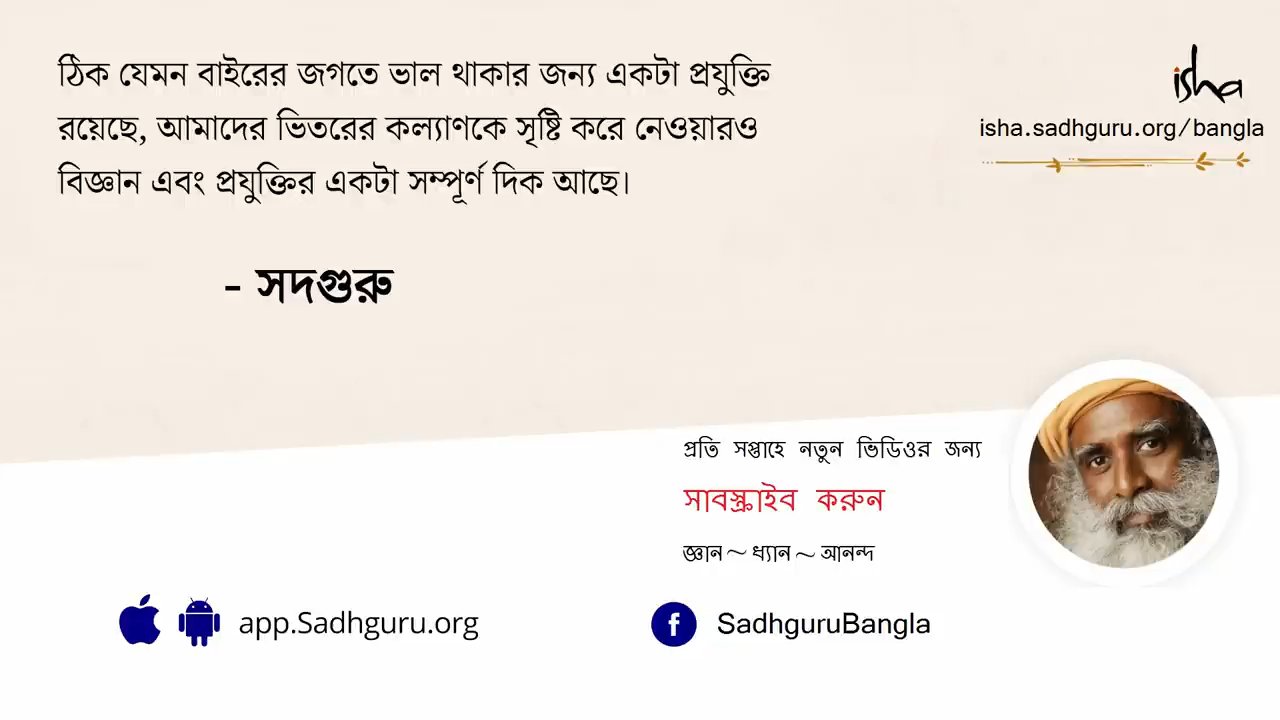 ঠিক যেমন বাইরের জগতে ভাল থাকার জন্য একটা প্রযুক্তি
রয়েছে, আমাদের ভিতরের কল্যাণকে সৃষ্টি করে নেওয়ারও
বিজ্ঞান এবং প্রযুক্তির একটা সম্পূর্ণ দিক আছে।
- সদগুরু
isha
isha.sadhguru.org/bangla
প্রতি সপ্তাহে নতুন ভিডিওর জন্য
সাবস্ক্রাইব করুন
জ্ঞান ~ ধ্যান ~ আনন্দ
app.Sadhguru.org
f SadhguruBangla